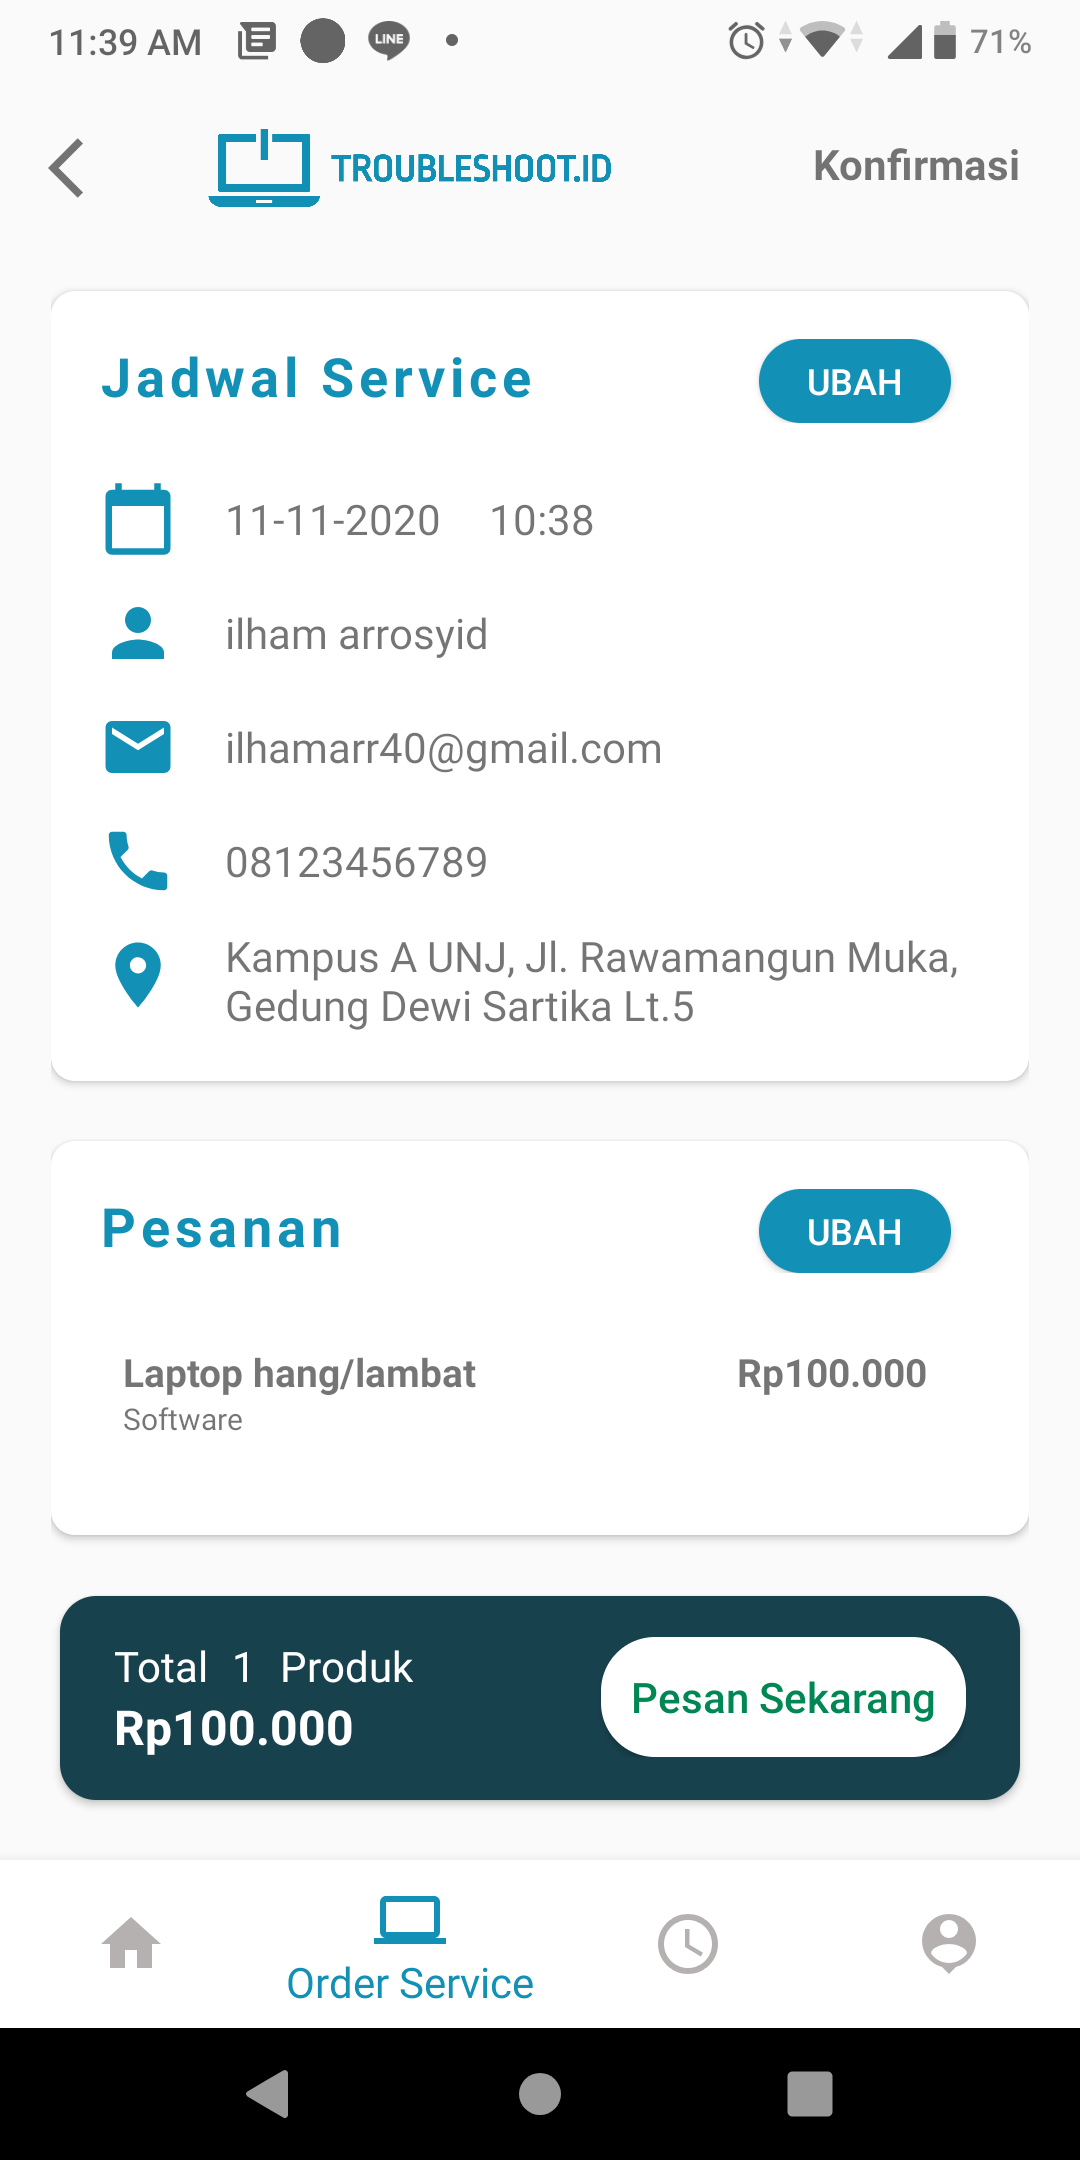 11:39 AM LINE 71%
TROUBLESHOOT.ID Konfirmasi
Jadwal Service UBAH
11-11-2020 10:38
ilham arrosyid
ilhamarr40@gmail.com
08123456789
Kampus A UNJ, Jl. Rawamangun Muka,
Gedung Dewi Sartika Lt.5
Pesanan UBAH
Laptop hang/lambat Rp100.000
Software
Total 1 Produk
Rp100.000
Pesan Sekarang
Order Service